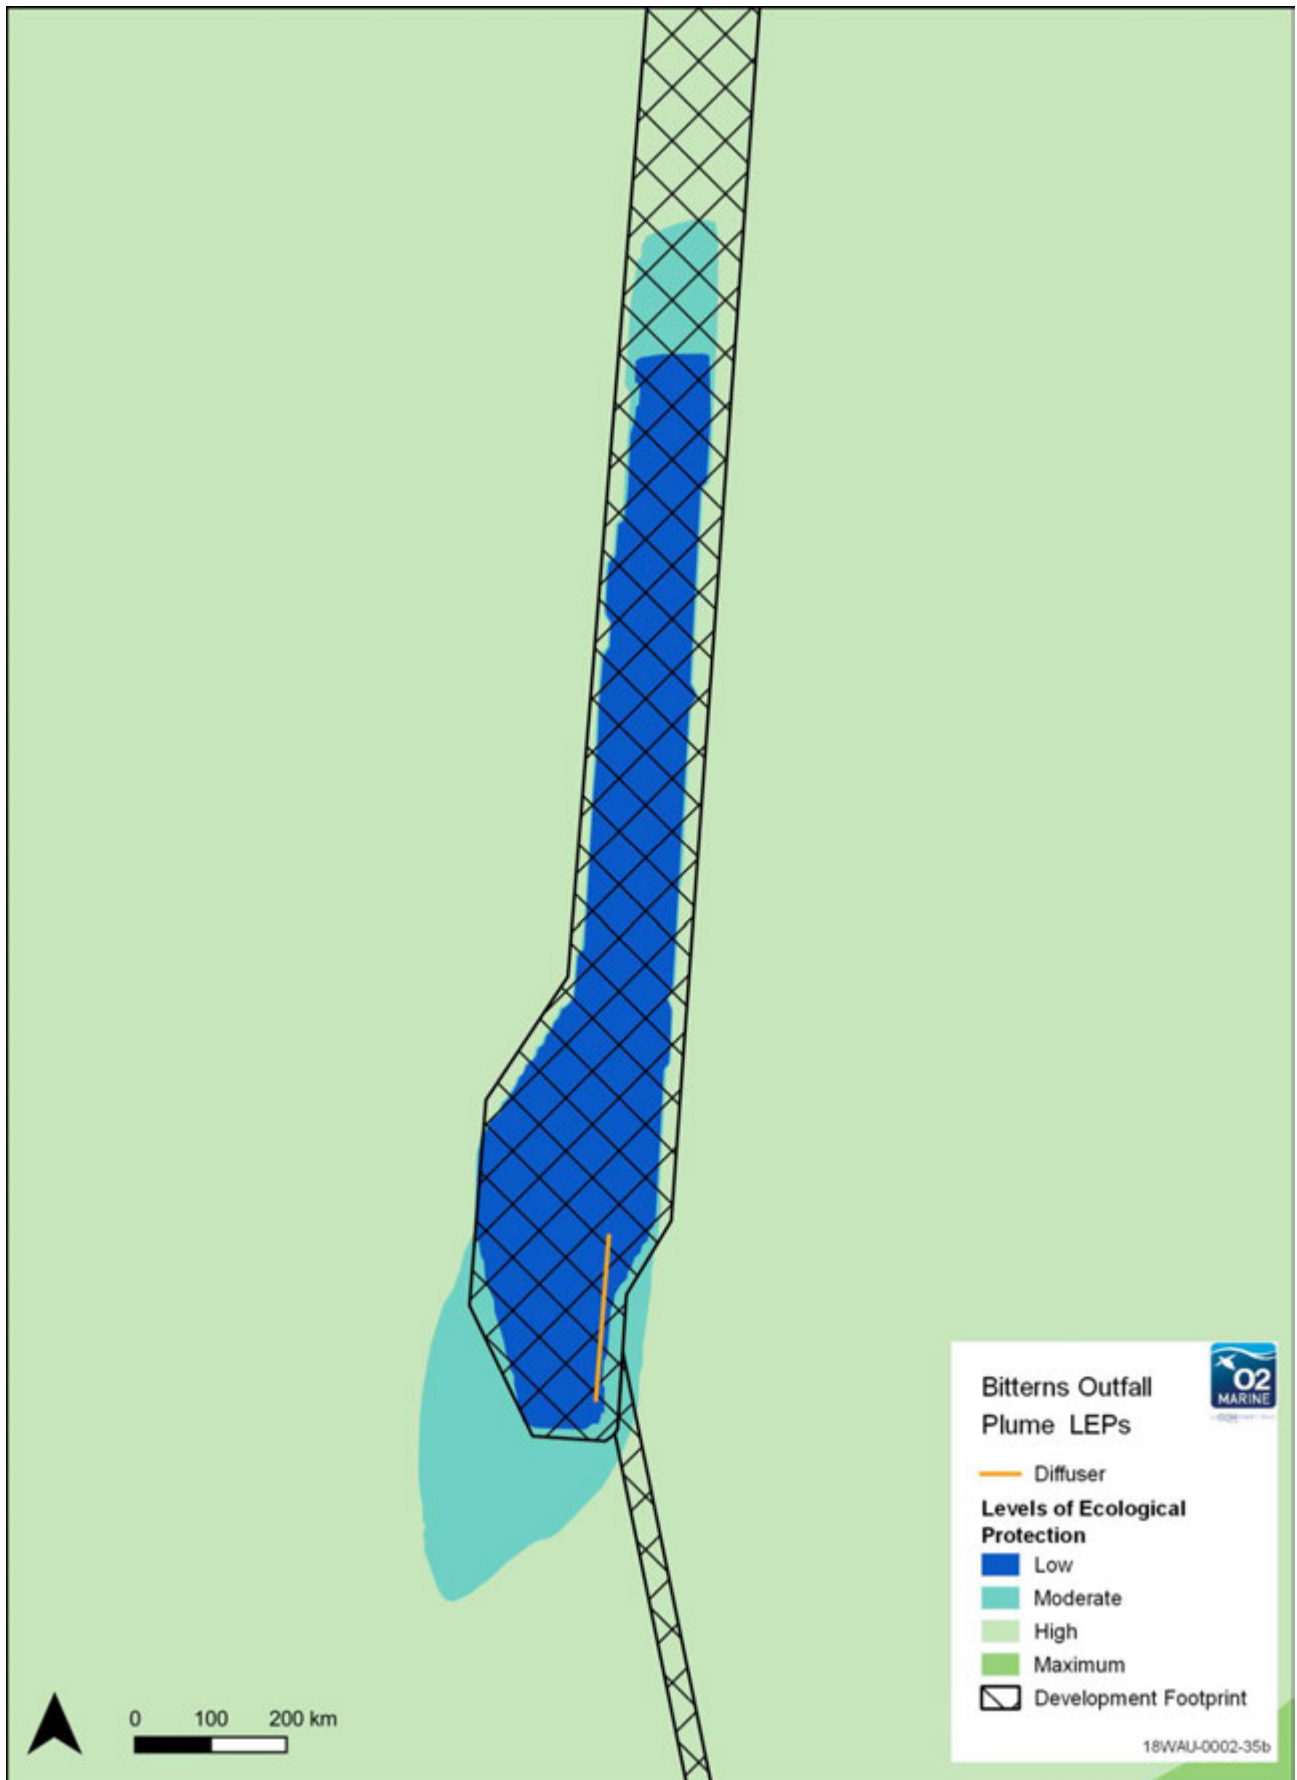 Bitterns Outfall
Plume LEPs
O2
MARINE
Diffuser
Levels of Ecological
Protection
Low
Moderate
High
Maximum
Development Footprint
18WAU-0002-35b
0 100 200 km